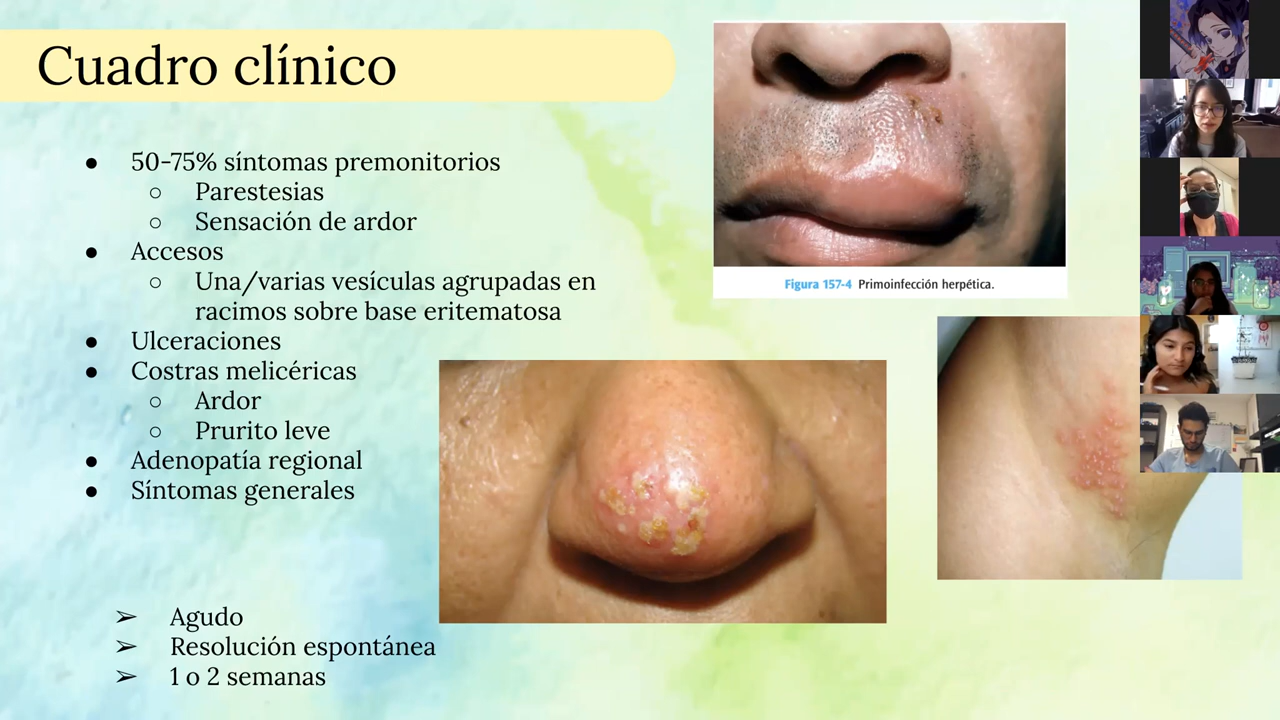 Cuadro clínico
● 50-75% síntomas premonitorios
○ Parestesias
○ Sensación de ardor
● Accesos
○ Una/varias vesículas agrupadas en
racimos sobre base eritematosa
● Ulceraciones
● Costras melicéricas
○ Ardor
○ Prurito leve
● Adenopatía regional
● Síntomas generales
➢ Agudo
➢ Resolución espontánea
➢ 1 o 2 semanas
Figura 157-4 Primoinfección herpética.